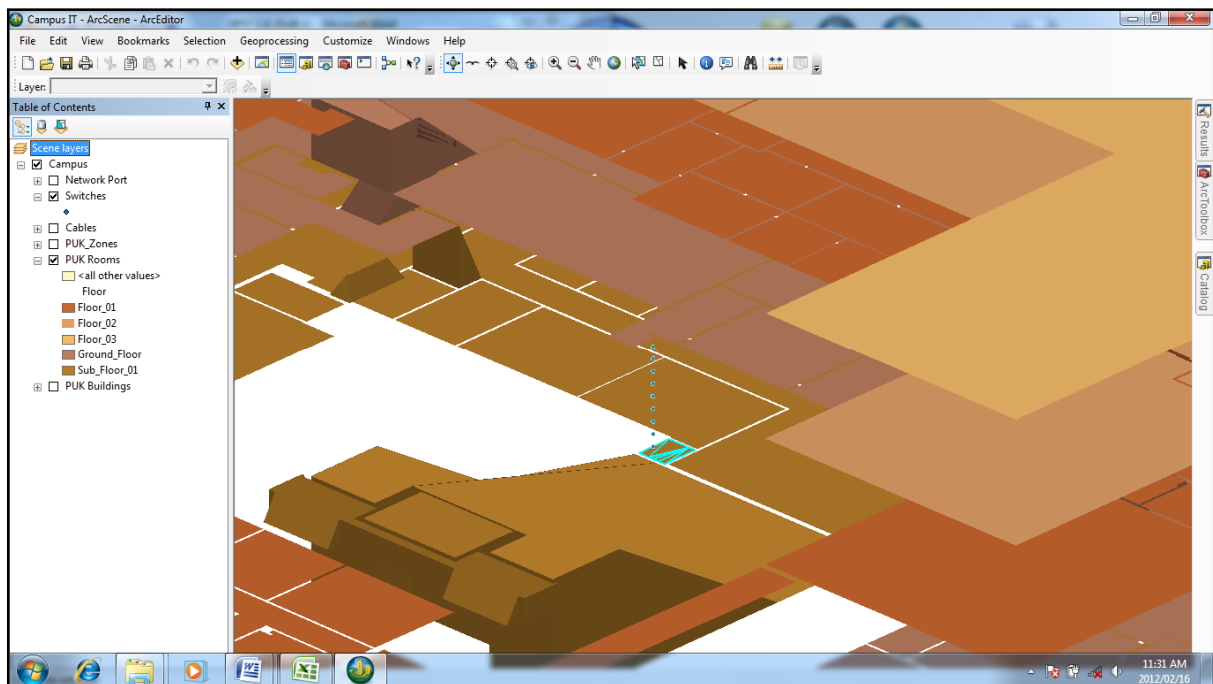 Campus IT - ArcScene - ArcEditor
File Edit View Bookmarks Selection Geoprocessing Customize Windows Help
Layer:
Table of Contents
Scene layers
Campus
Network Port
Switches
Cables
PUK_Zones
PUK Rooms
<all other values>
Floor
Floor_01
Floor_02
Floor_03
Ground_Floor
Sub_Floor_01
PUK Buildings
Results
ArcToolbox
Catalog
11:31 AM
2012/02/16